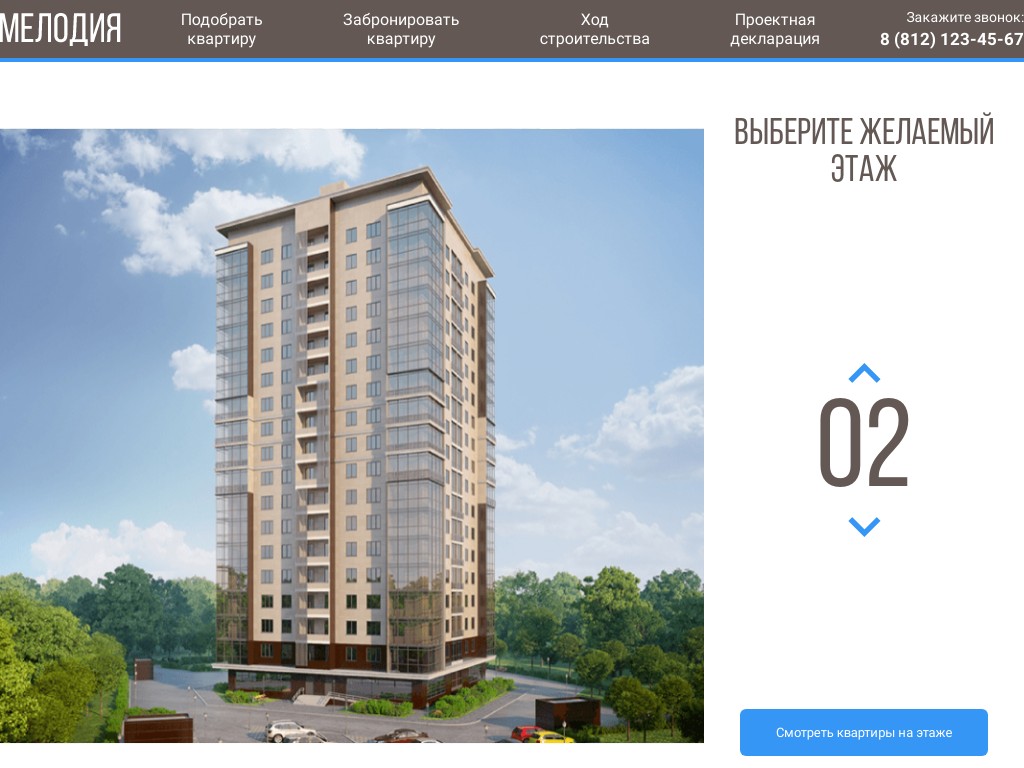 МЕЛОДИЯ
Подобрать
квартиру
Забронировать
квартиру
Ход
строительства
Проектная
декларация
Закажите звонок:
8 (812) 123-45-67
ВЫБЕРИТЕ ЖЕЛАЕМЫЙ
ЭТАЖ
02
Смотреть квартиры на этаже